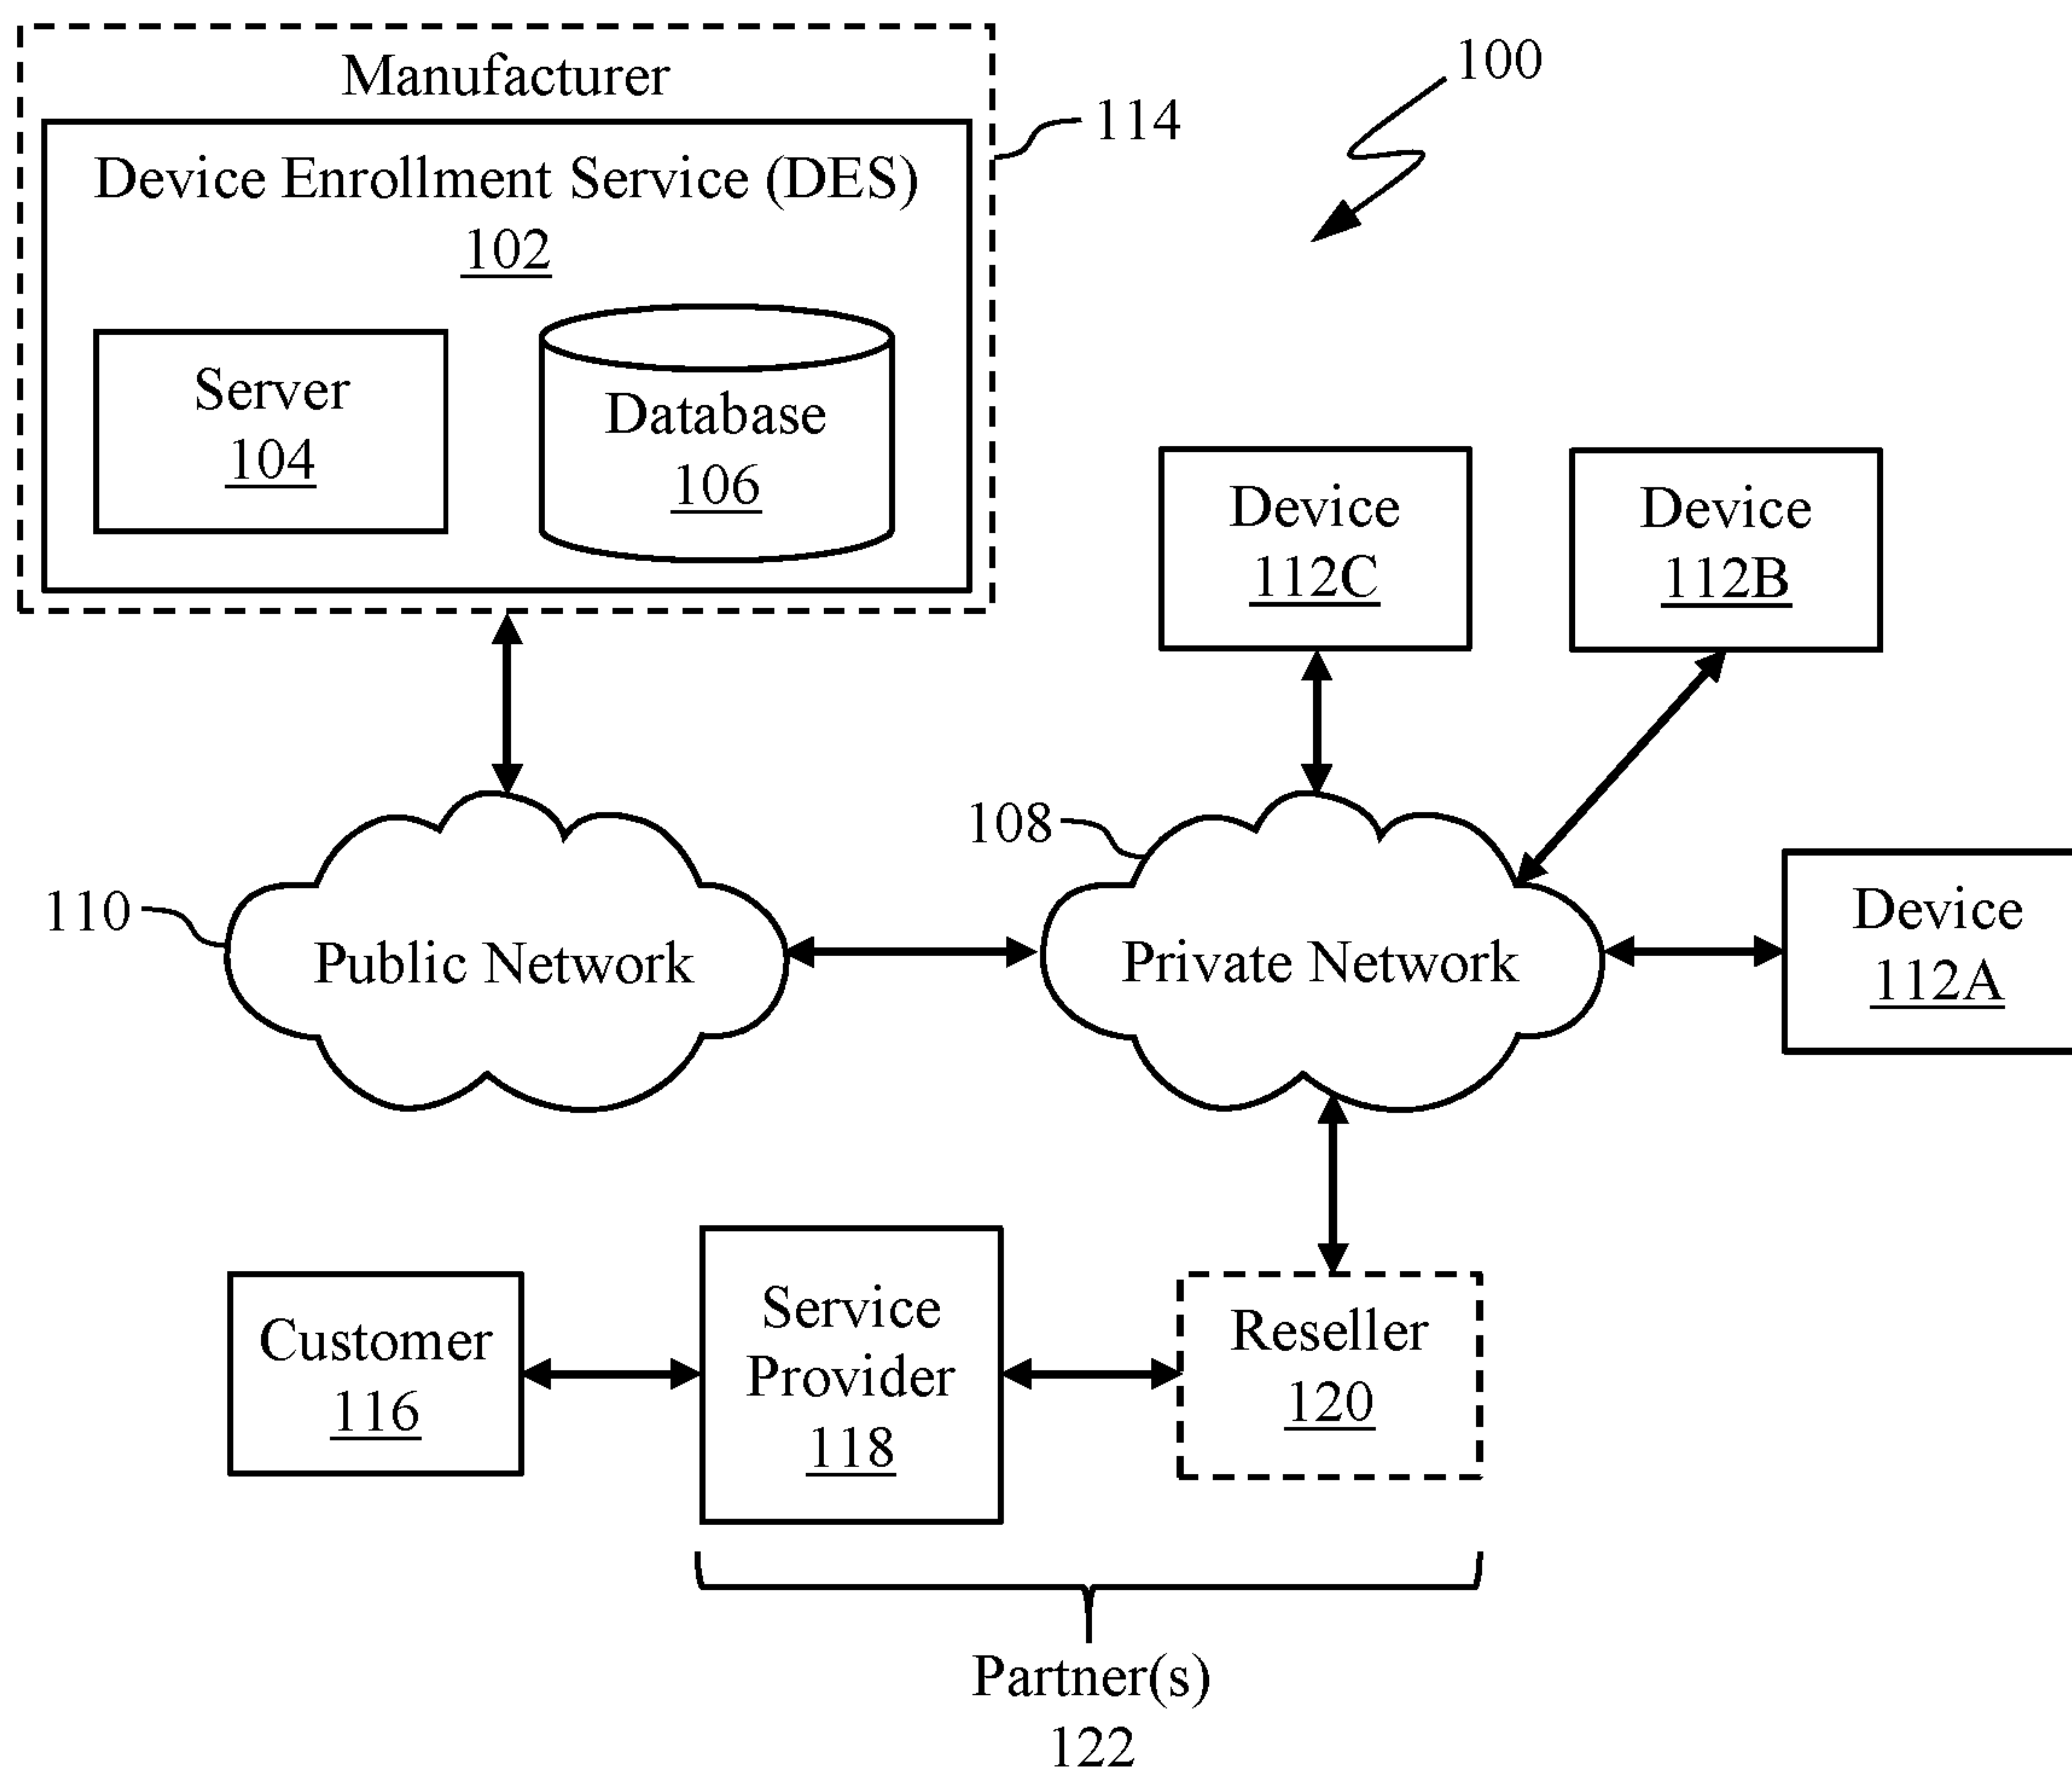 Manufacturer
100
114
Device Enrollment Service (DES)
102
Server
104
Database
106
Device
112C
Device
112B
108
110
Public Network
Private Network
Device
112A
Customer
116
Service
Provider
118
Reseller
120
Partner(s)
122